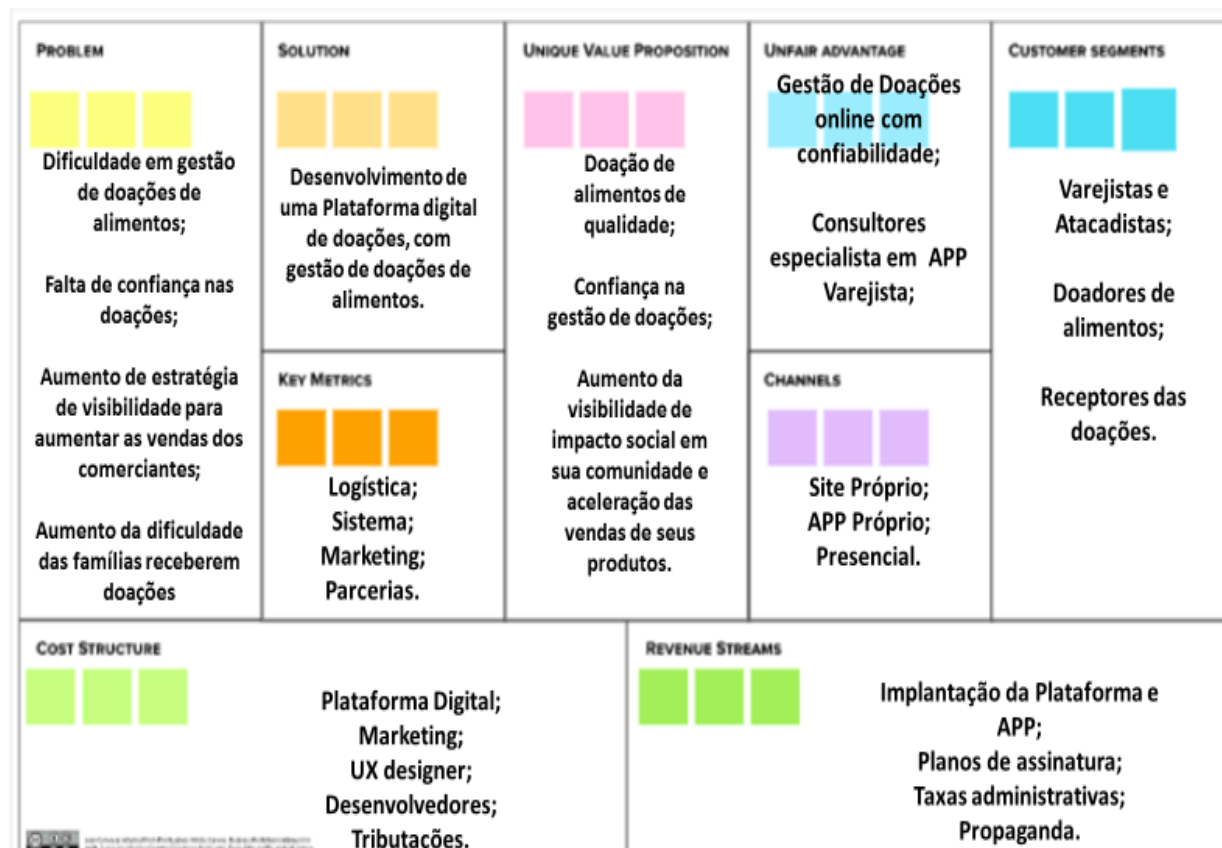 PROBLEM
Dificuldade em gestão
de doações de
alimentos;
Falta de confiança nas
doações;
Aumento de estratégia
de visibilidade para
aumentar as vendas dos
comerciantes;
Aumento da dificuldade
das famílias receberem
doações
SOLUTION
Desenvolvimento de
uma Plataforma digital
de doações, com
gestão de doações de
alimentos.
KEY METRICS
Logística;
Sistema;
Marketing;
Parcerias.
UNIQUE VALUE PROPOSITION
Doação de
alimentos de
qualidade;
Confiança na
gestão de doações;
Aumento da
visibilidade de
impacto social em
sua comunidade e
aceleração das
vendas de seus
produtos.
UNFAIR ADVANTAGE
Gestão de Doações
online com
confiabilidade;
Consultores
especialista em APP
Varejista;
CHANNELS
Site Próprio;
APP Próprio;
Presencial.
CUSTOMER SEGMENTS
Varejistas e
Atacadistas;
Doadores de
alimentos;
Receptores das
doações.
COST STRUCTURE
Plataforma Digital;
Marketing;
UX designer;
Desenvolvedores;
Tributações.
REVENUE STREAMS
Implantação da Plataforma e
APP;
Planos de assinatura;
Taxas administrativas;
Propaganda.